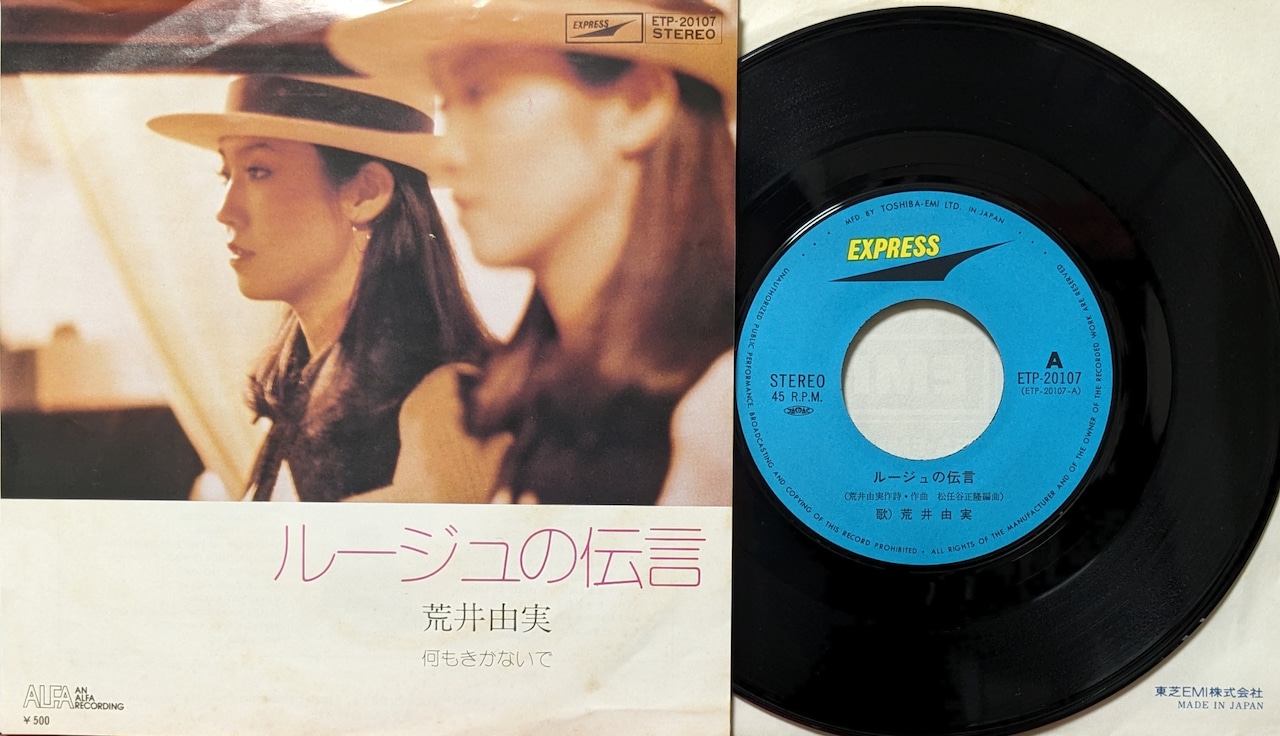 EXPRESS
ETP-20107
STEREO
ルージュの伝言
荒井由実
何もきかないで
ALFA
AN
ALFA
RECORDING
¥500
MFD. BY TOSHIBA-EMI LTD. IN JAPAN
EXPRESS
A
STEREO
ETP-20107
45 R.P.M.
(ETP-20107-A)
ルージュの伝言
(荒井由実作詩・作曲 松任谷正隆編曲)
歌) 荒井由実
UNAUTHORIZED PUBLIC PERFORMANCE BROADCASTING AND COPYING OF THIS RECORD PROHIBITED • ALL RIGHTS OF THE MANUFACTURER AND OF THE OWNER OF THE RECORDED WORK ARE RESERVED
東芝EMI株式会社
MADE IN JAPAN